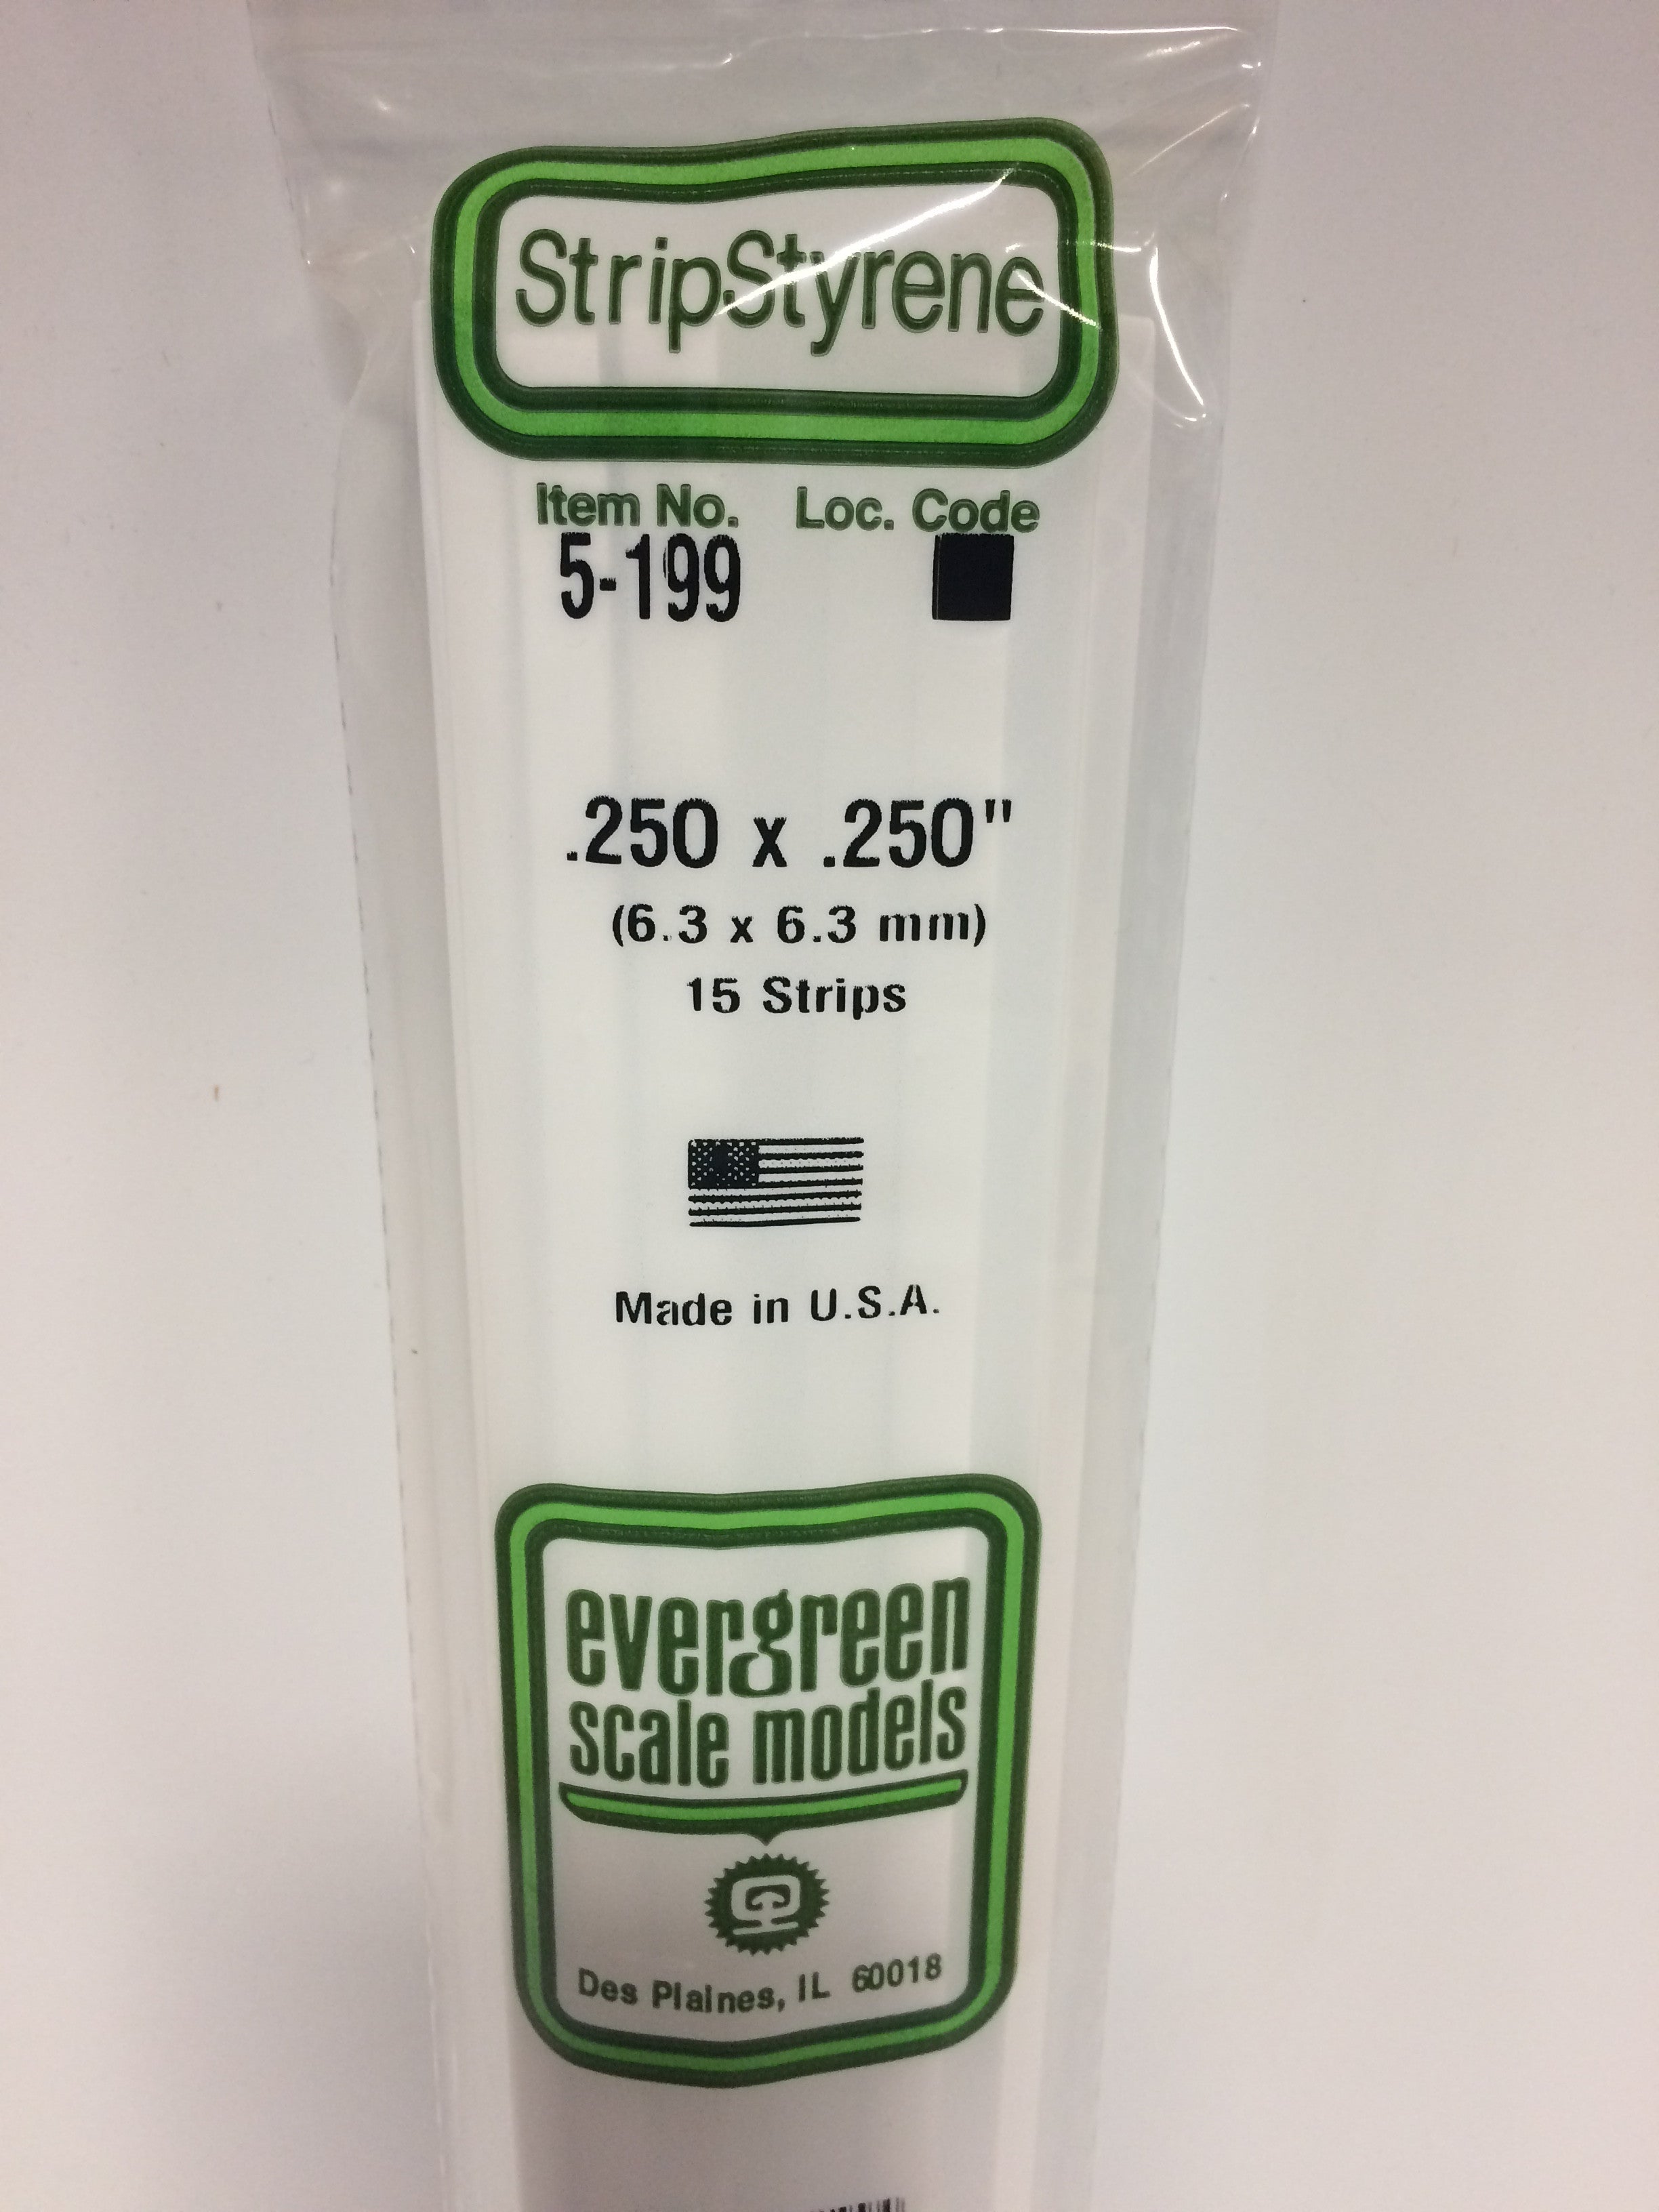 StripStyrene
Item No. Loc. Code
5-199
.250 x .250"
(6.3 x 6.3 mm)
15 Strips
Made in U.S.A.
evergreen
scale models
Des Plaines, IL 60018